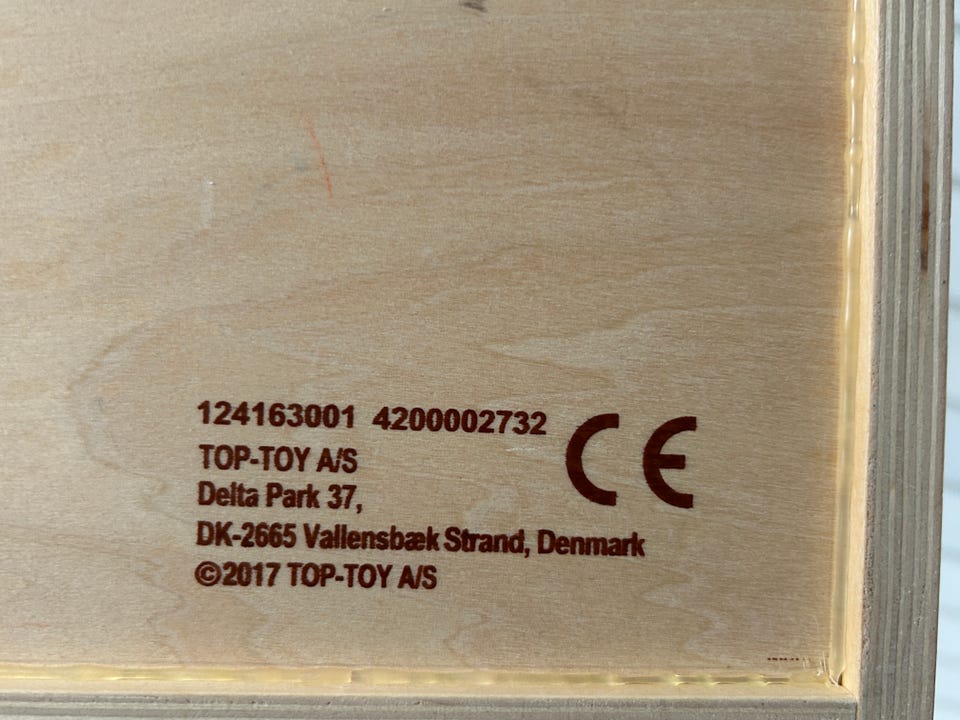 124163001 4200002732
CE
TOP-TOY A/S
Delta Park 37,
DK-2665 Vallensbæk Strand, Denmark
©2017 TOP-TOY A/S